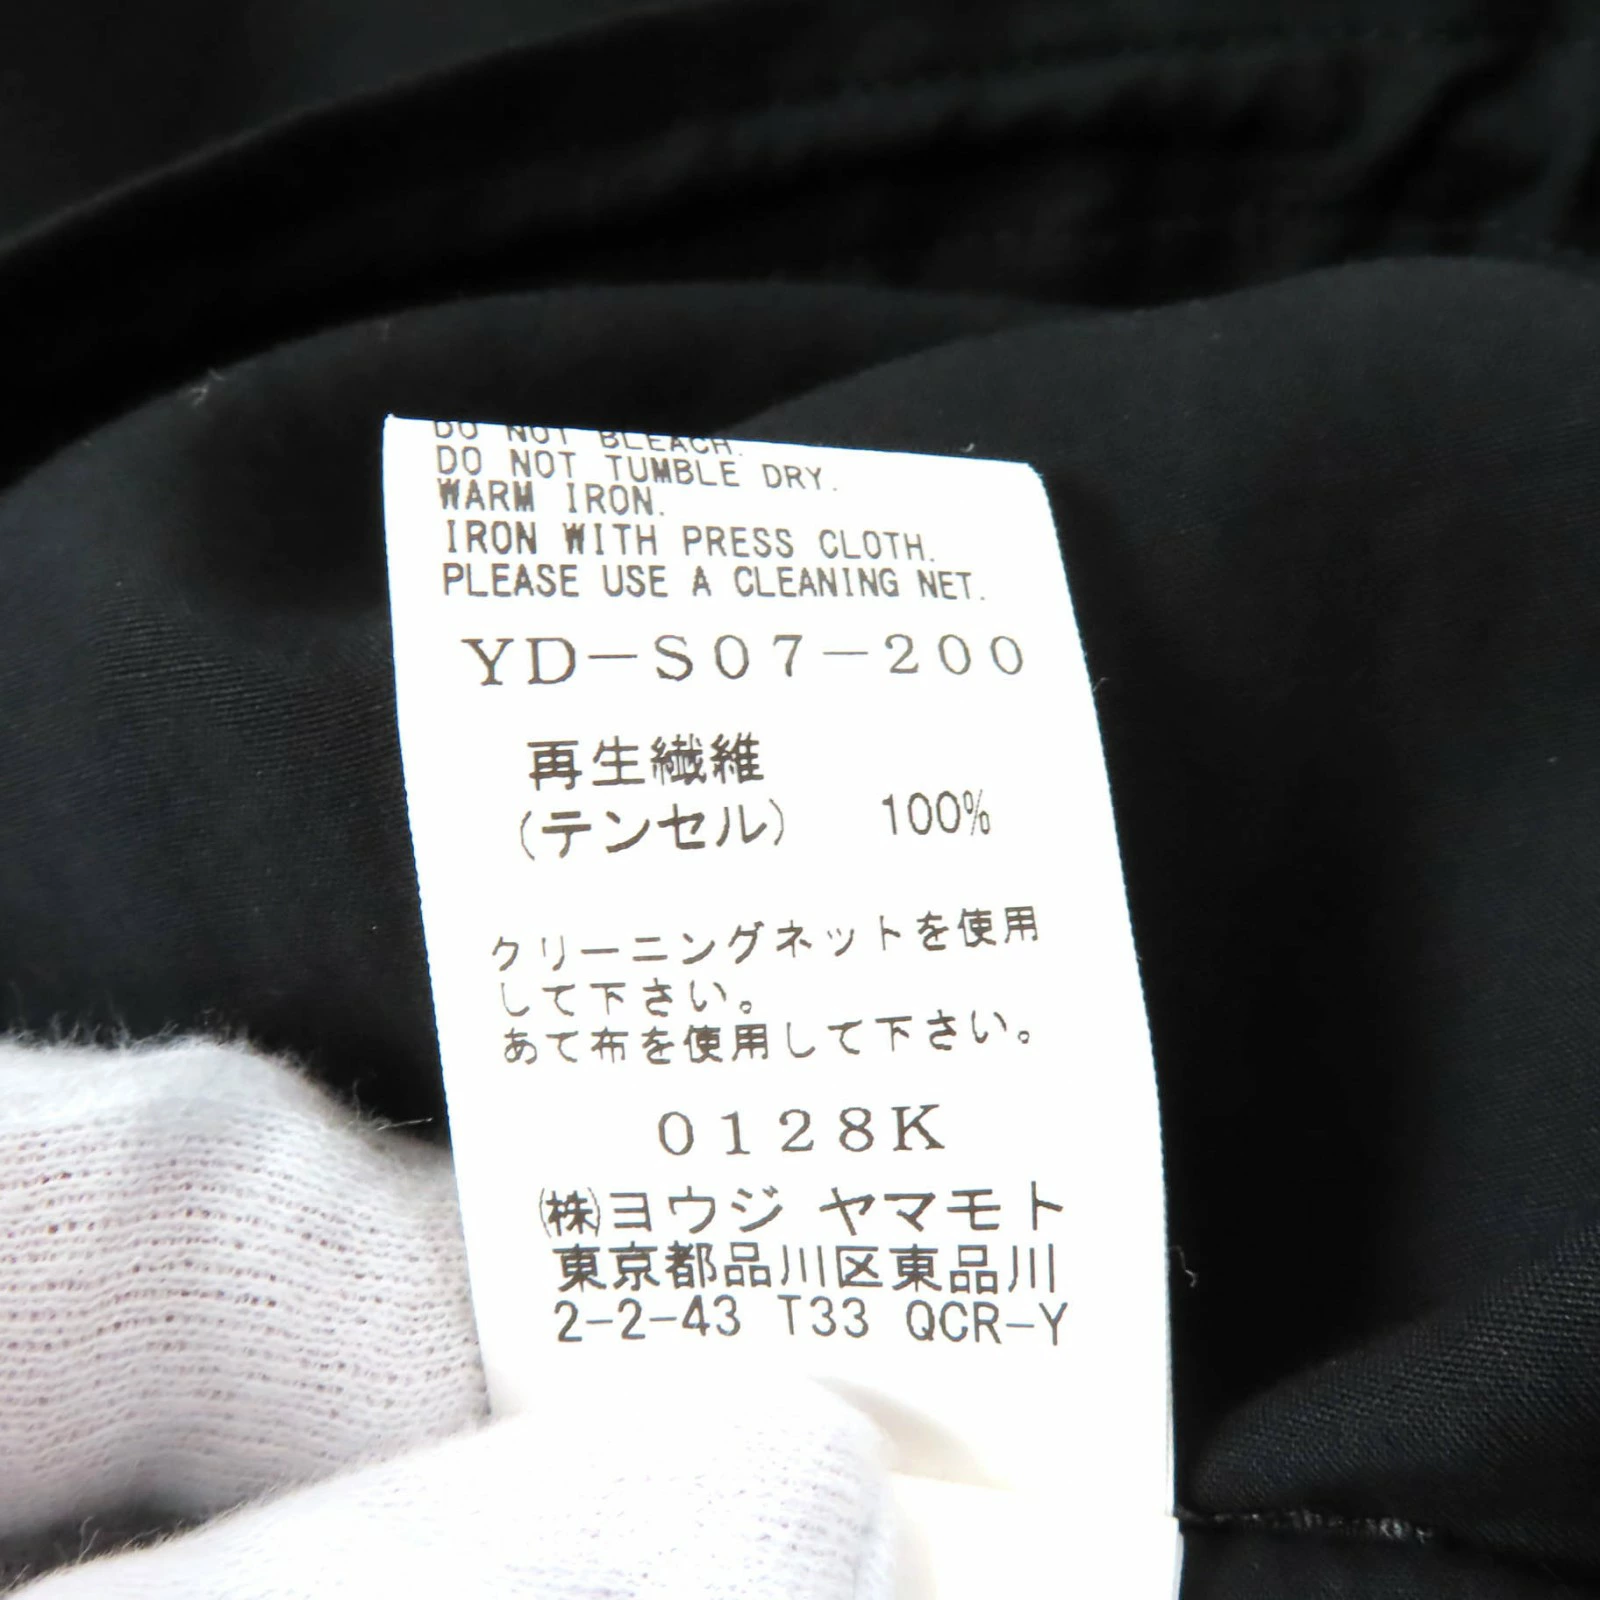 DO NOT BLEACH.
DO NOT TUMBLE DRY.
WARM IRON.
IRON WITH PRESS CLOTH.
PLEASE USE A CLEANING NET.
YD-S07-200
再生繊維
(テンセル) 100%
クリーニングネットを使用
して下さい。
あて布を使用して下さい。
0128K
(株)ヨウジ ヤマモト
東京都品川区東品川
2-2-43 T33 QCR-Y